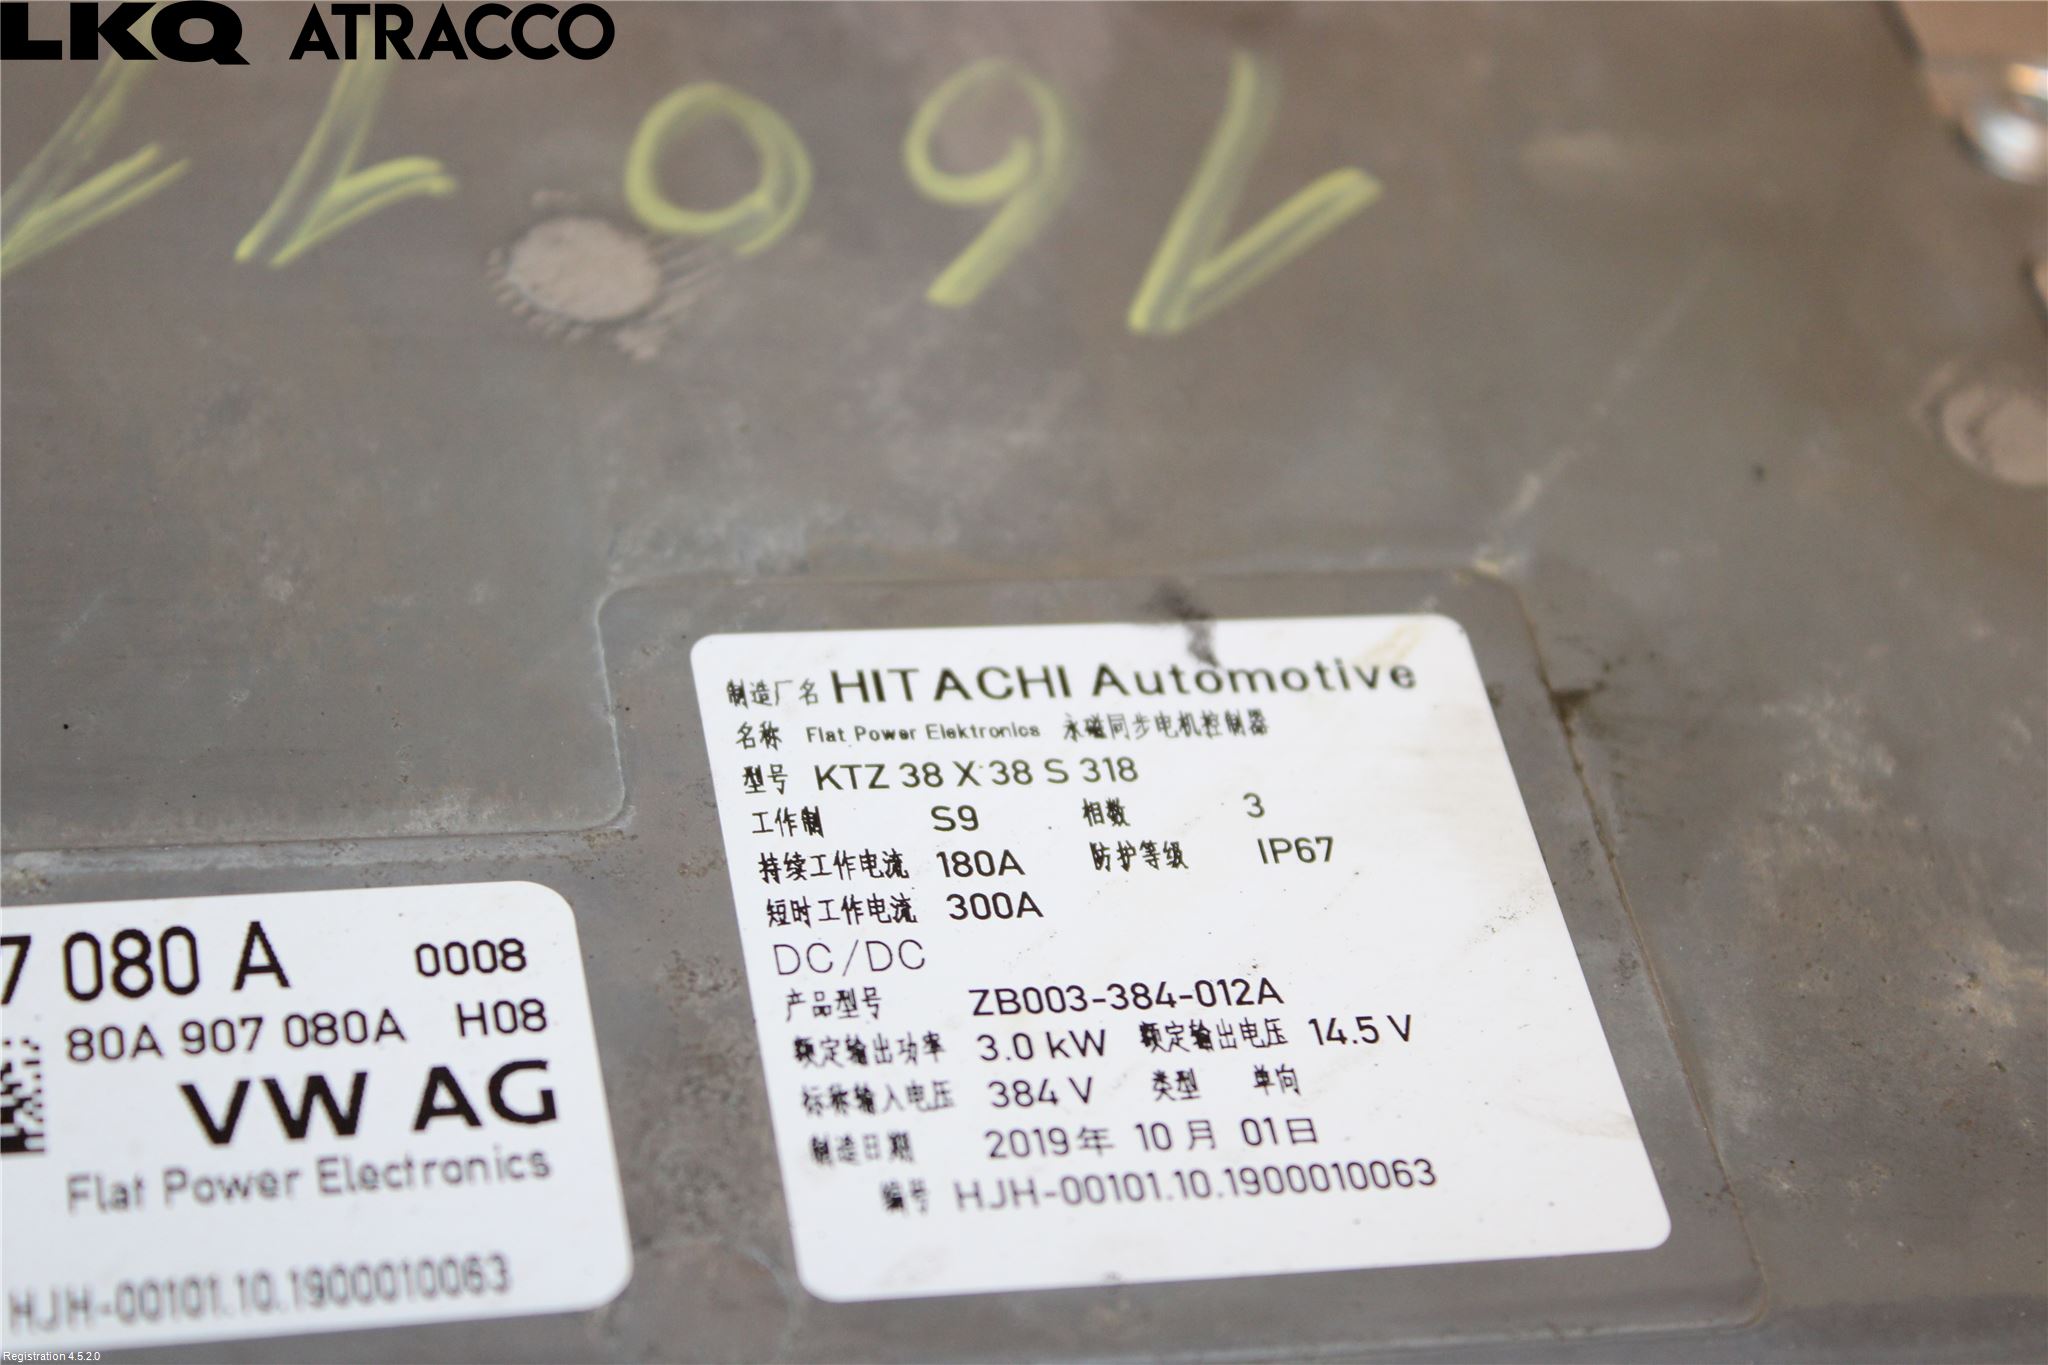 LKQ ATRACCO
11091
制造厂名 HITACHI Automotive
名称 Flat Power Elektronics 永磁同步电机控制器
型号 KTZ 38 X 38 S 318
工作制 S9 相数 3
持续工作电流 180A 防护等级 IP67
短时工作电流 300A
DC/DC
产品型号 ZB003-384-012A
额定输出功率 3.0 kW 额定输出电压 14.5 V
标称输入电压 384 V 类型 单向
制造日期 2019年 10月 01日
编号 HJH-00101.10.1900010063
7 080 A 0008
80A 907 080A H08
VW AG
Flat Power Electronics
HJH-00101.10.1900010063
Registration 4.5.2.0